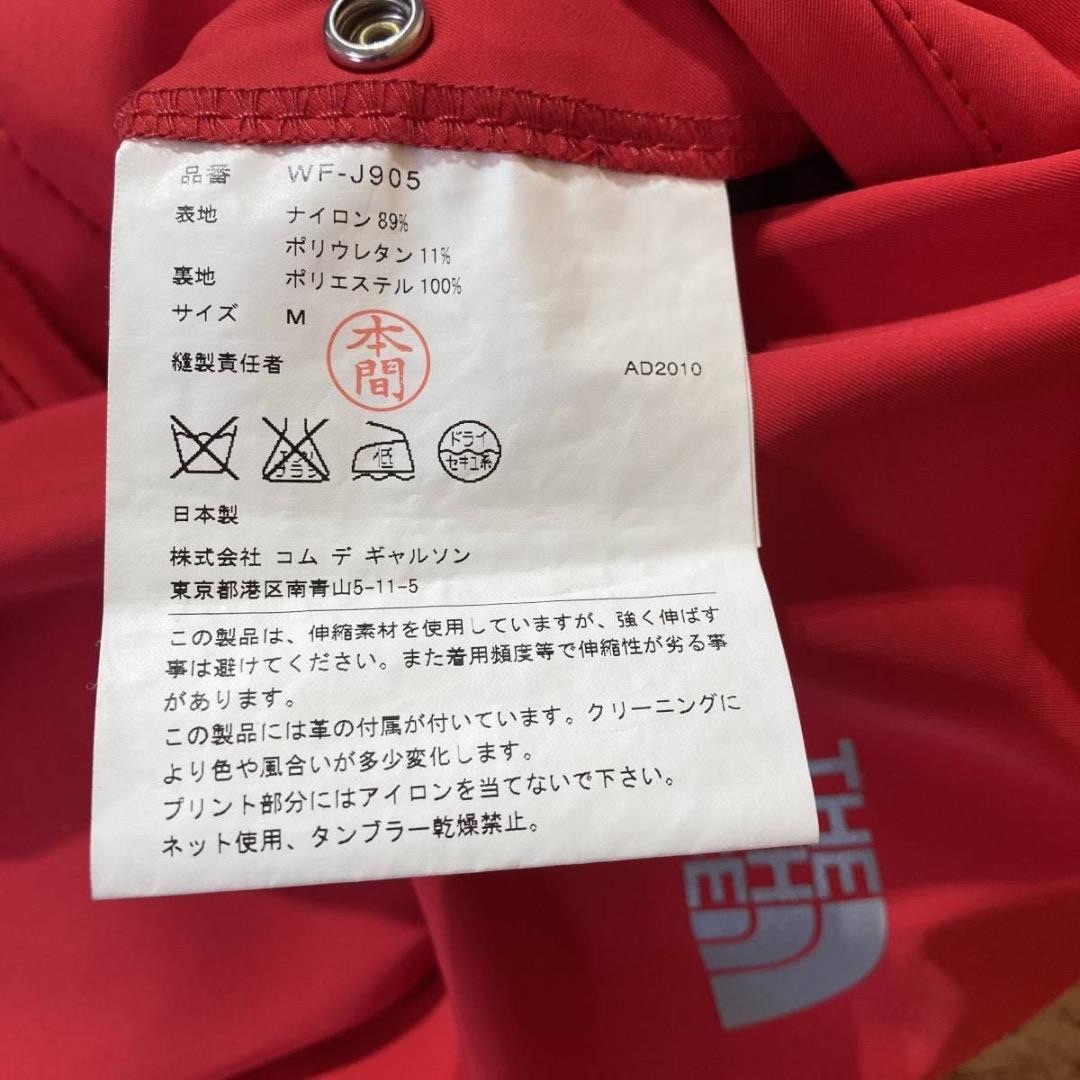 品番 WF-J905
表地 ナイロン 89%
ポリウレタン 11%
裏地 ポリエステル 100%
サイズ M
縫製責任者 本間 AD2010
低 ドライ セキユ系
日本製
株式会社 コム デ ギャルソン
東京都港区南青山5-11-5
この製品は、伸縮素材を使用していますが、強く伸ばす
事は避けてください。また着用頻度等で伸縮性が劣る事
があります。
この製品には革の付属が付いています。クリーニングに
より色や風合いが多少変化します。
プリント部分にはアイロンを当てないで下さい。
ネット使用、タンブラー乾燥禁止。
THE